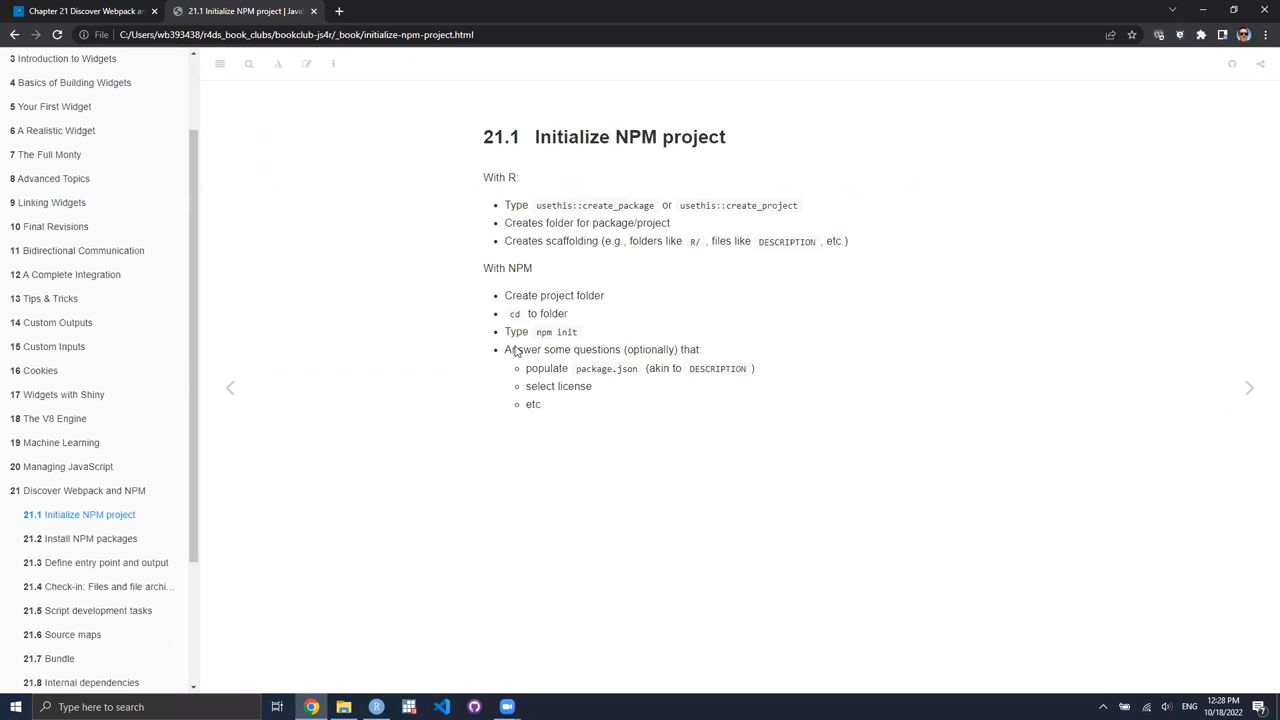 Chapter 21 Discover Webpack an
21.1 Initialize NPM project | Java
File
C:/Users/wb393438/r4ds_book_clubs/bookclub-js4r/_book/initialize-npm-project.html
3 Introduction to Widgets
4 Basics of Building Widgets
5 Your First Widget
6 A Realistic Widget
7 The Full Monty
8 Advanced Topics
9 Linking Widgets
10 Final Revisions
11 Bidirectional Communication
12 A Complete Integration
13 Tips & Tricks
14 Custom Outputs
15 Custom Inputs
16 Cookies
17 Widgets with Shiny
18 The V8 Engine
19 Machine Learning
20 Managing JavaScript
21 Discover Webpack and NPM
21.1 Initialize NPM project
21.2 Install NPM packages
21.3 Define entry point and output
21.4 Check-in: Files and file archi...
21.5 Script development tasks
21.6 Source maps
21.7 Bundle
21.8 Internal dependencies
21.1 Initialize NPM project
With R:
• Type usethis::create_package or usethis::create_project
• Creates folder for package/project
• Creates scaffolding (e.g., folders like R/ , files like DESCRIPTION , etc.)
With NPM
• Create project folder
• cd to folder
• Type npm init
• Answer some questions (optionally) that:
populate package.json (akin to DESCRIPTION )
select license
etc
Type here to search
ENG
12:28 PM
10/18/2022